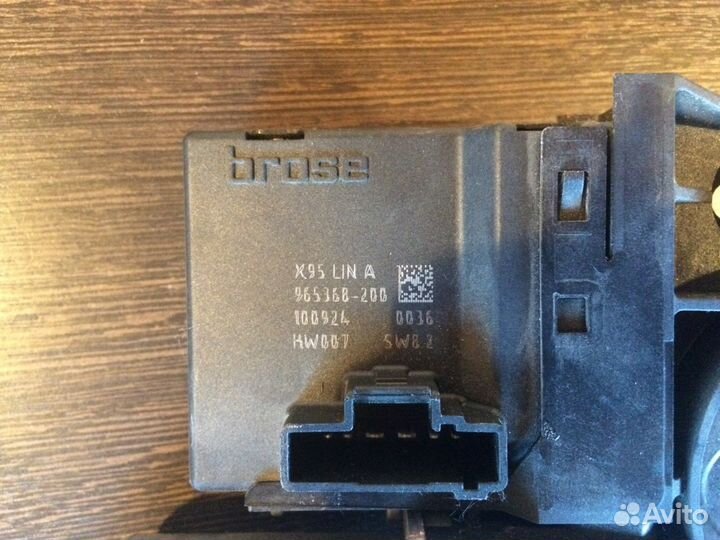 brose
X95 LIN A
965368-200
100924 0036
HW007 SW8.2
Avito